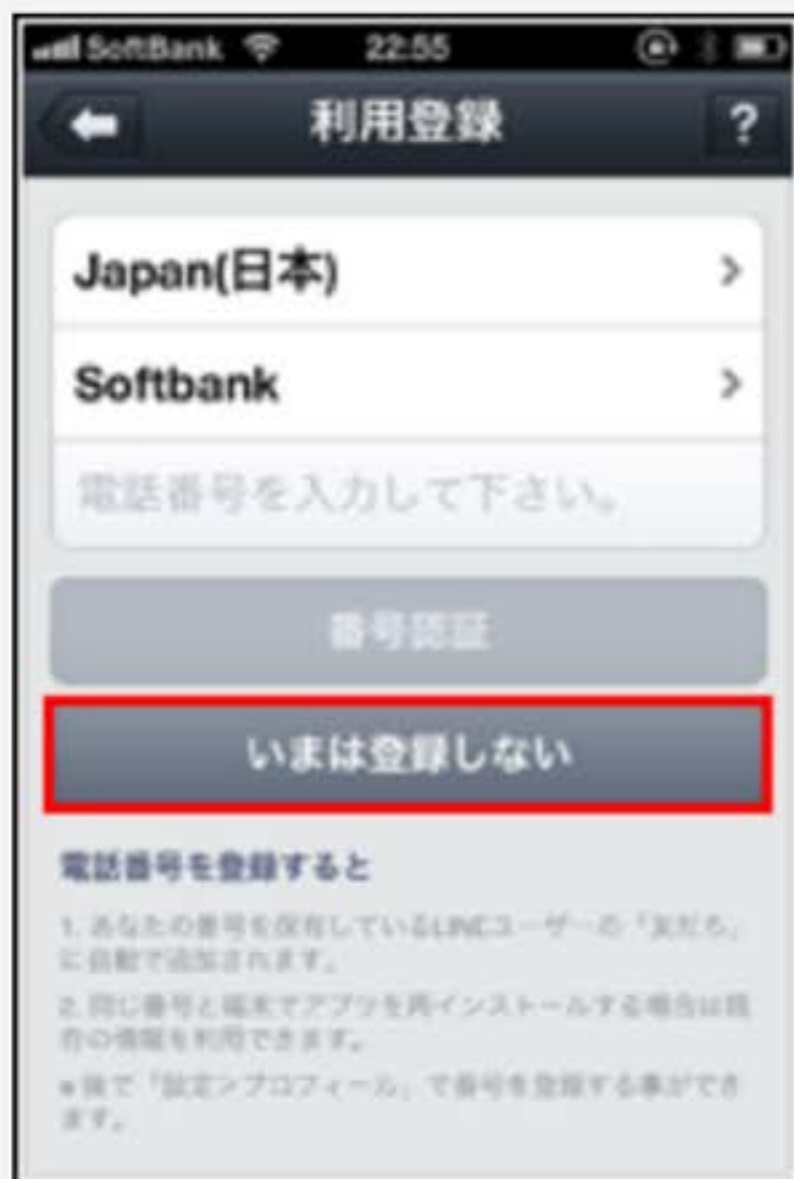 SoftBank 22:55
利用登録 ?
Japan(日本)
Softbank
電話番号を入力して下さい。
番号認証
いまは登録しない
電話番号を登録すると
1. あなたの番号を保有しているLINEユーザーの「友だち」
に自動で追加されます。
2. 同じ番号と端末でアプリを再インストールする場合は既
存の情報を利用できます。
※後で「設定>プロフィール」で番号を登録する事ができ
ます。